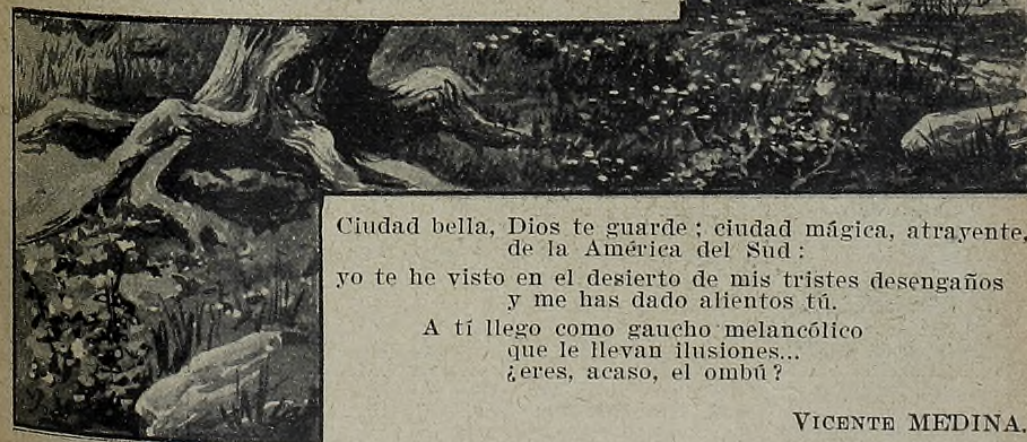 Ciudad bella, Dios te guarde; ciudad mágica, atrayente,
de la América del Sud:
yo te he visto en el desierto de mis tristes desengaños
y me has dado alientos tú.
A tí llego como gaucho melancólico
que le llevan ilusiones...
¿eres, acaso, el ombú?
VICENTE MEDINA.